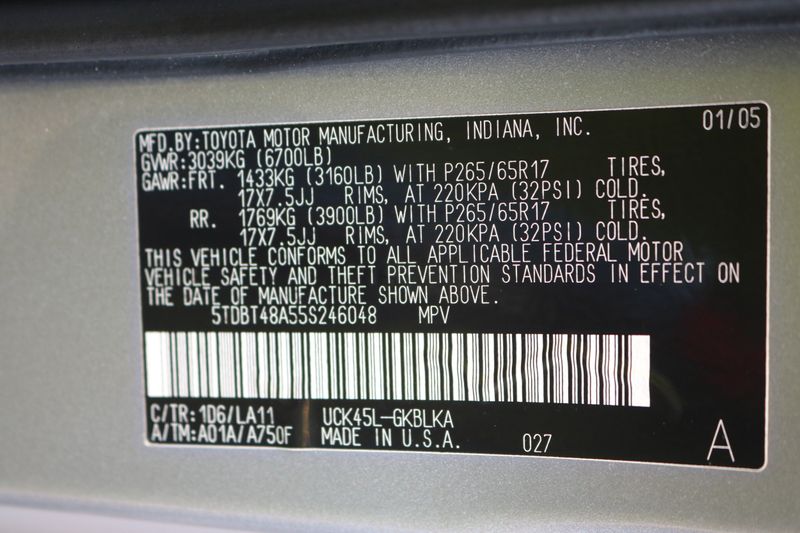 01/05
MFD.BY:TOYOTA MOTOR MANUFACTURING, INDIANA, INC.
GVWR:3039KG (6700LB)
GAWR:FRT. 1433KG (3160LB) WITH P265/65R17 TIRES,
17X7.5JJ RIMS, AT 220KPA (32PSI) COLD.
RR. 1769KG (3900LB) WITH P265/65R17 TIRES,
17X7.5JJ RIMS, AT 220KPA (32PSI) COLD.
THIS VEHICLE CONFORMS TO ALL APPLICABLE FEDERAL MOTOR
VEHICLE SAFETY AND THEFT PREVENTION STANDARDS IN EFFECT ON
THE DATE OF MANUFACTURE SHOWN ABOVE.
5TDBT48A55S246048 MPV
C/TR:1D6/LA11 UCK45L-GKBLKA
A/TM:A01A/A750F MADE IN U.S.A. 027 A